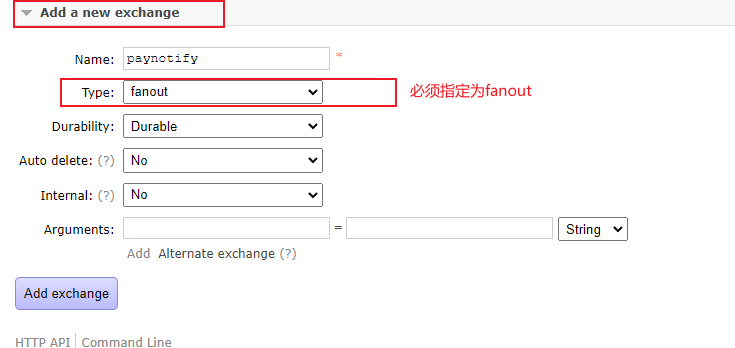 Add a new exchange
Name: paynotify *
Type: fanout 必须指定为fanout
Durability: Durable
Auto delete: (?) No
Internal: (?) No
Arguments: = String
Add Alternate exchange (?)
Add exchange
HTTP API Command Line